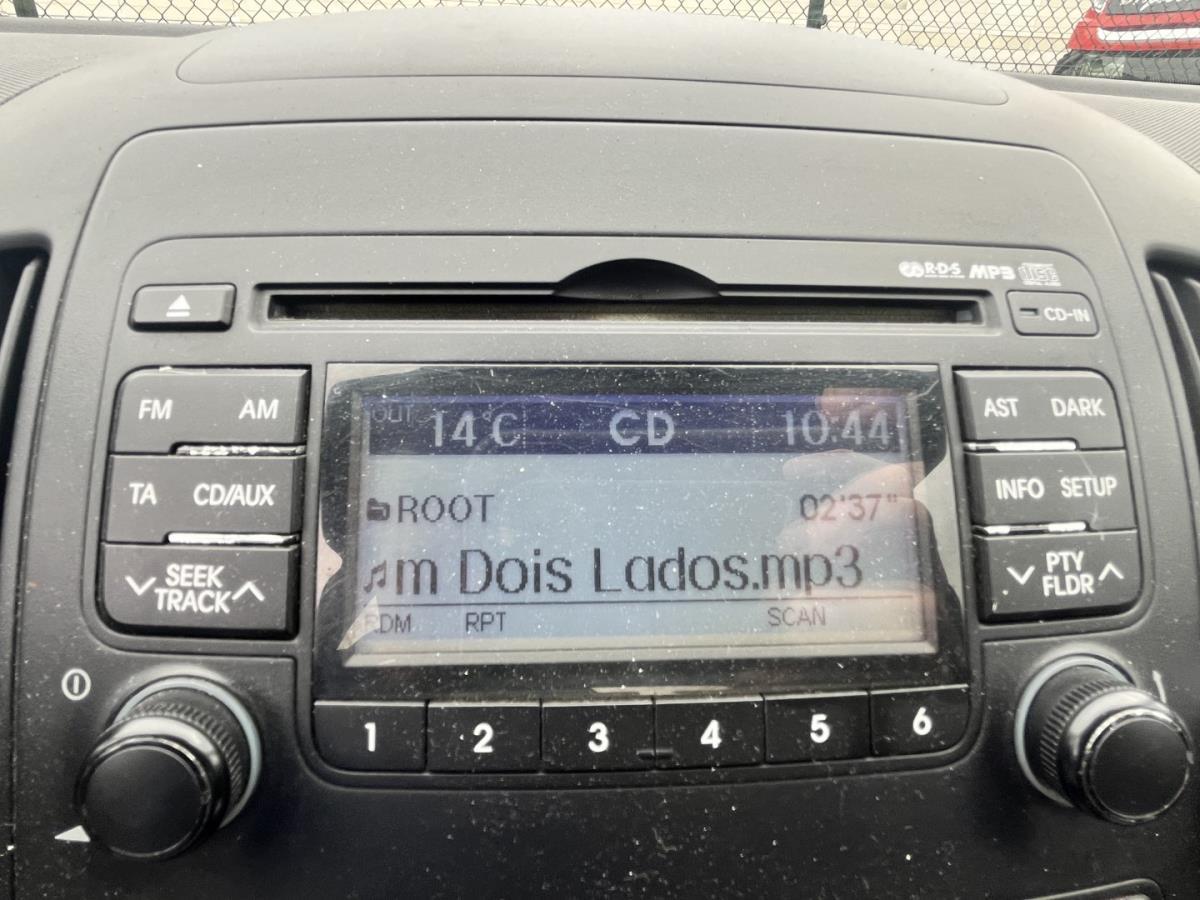 R·D·S MP3
CD-IN
FM AM
AST DARK
OUT 14°C CD 10:44
TA CD/AUX
INFO SETUP
ROOT 02'37"
m Dois Lados.mp3
SEEK
TRACK
PTY
FLDR
RDM RPT SCAN
1 2 3 4 5 6